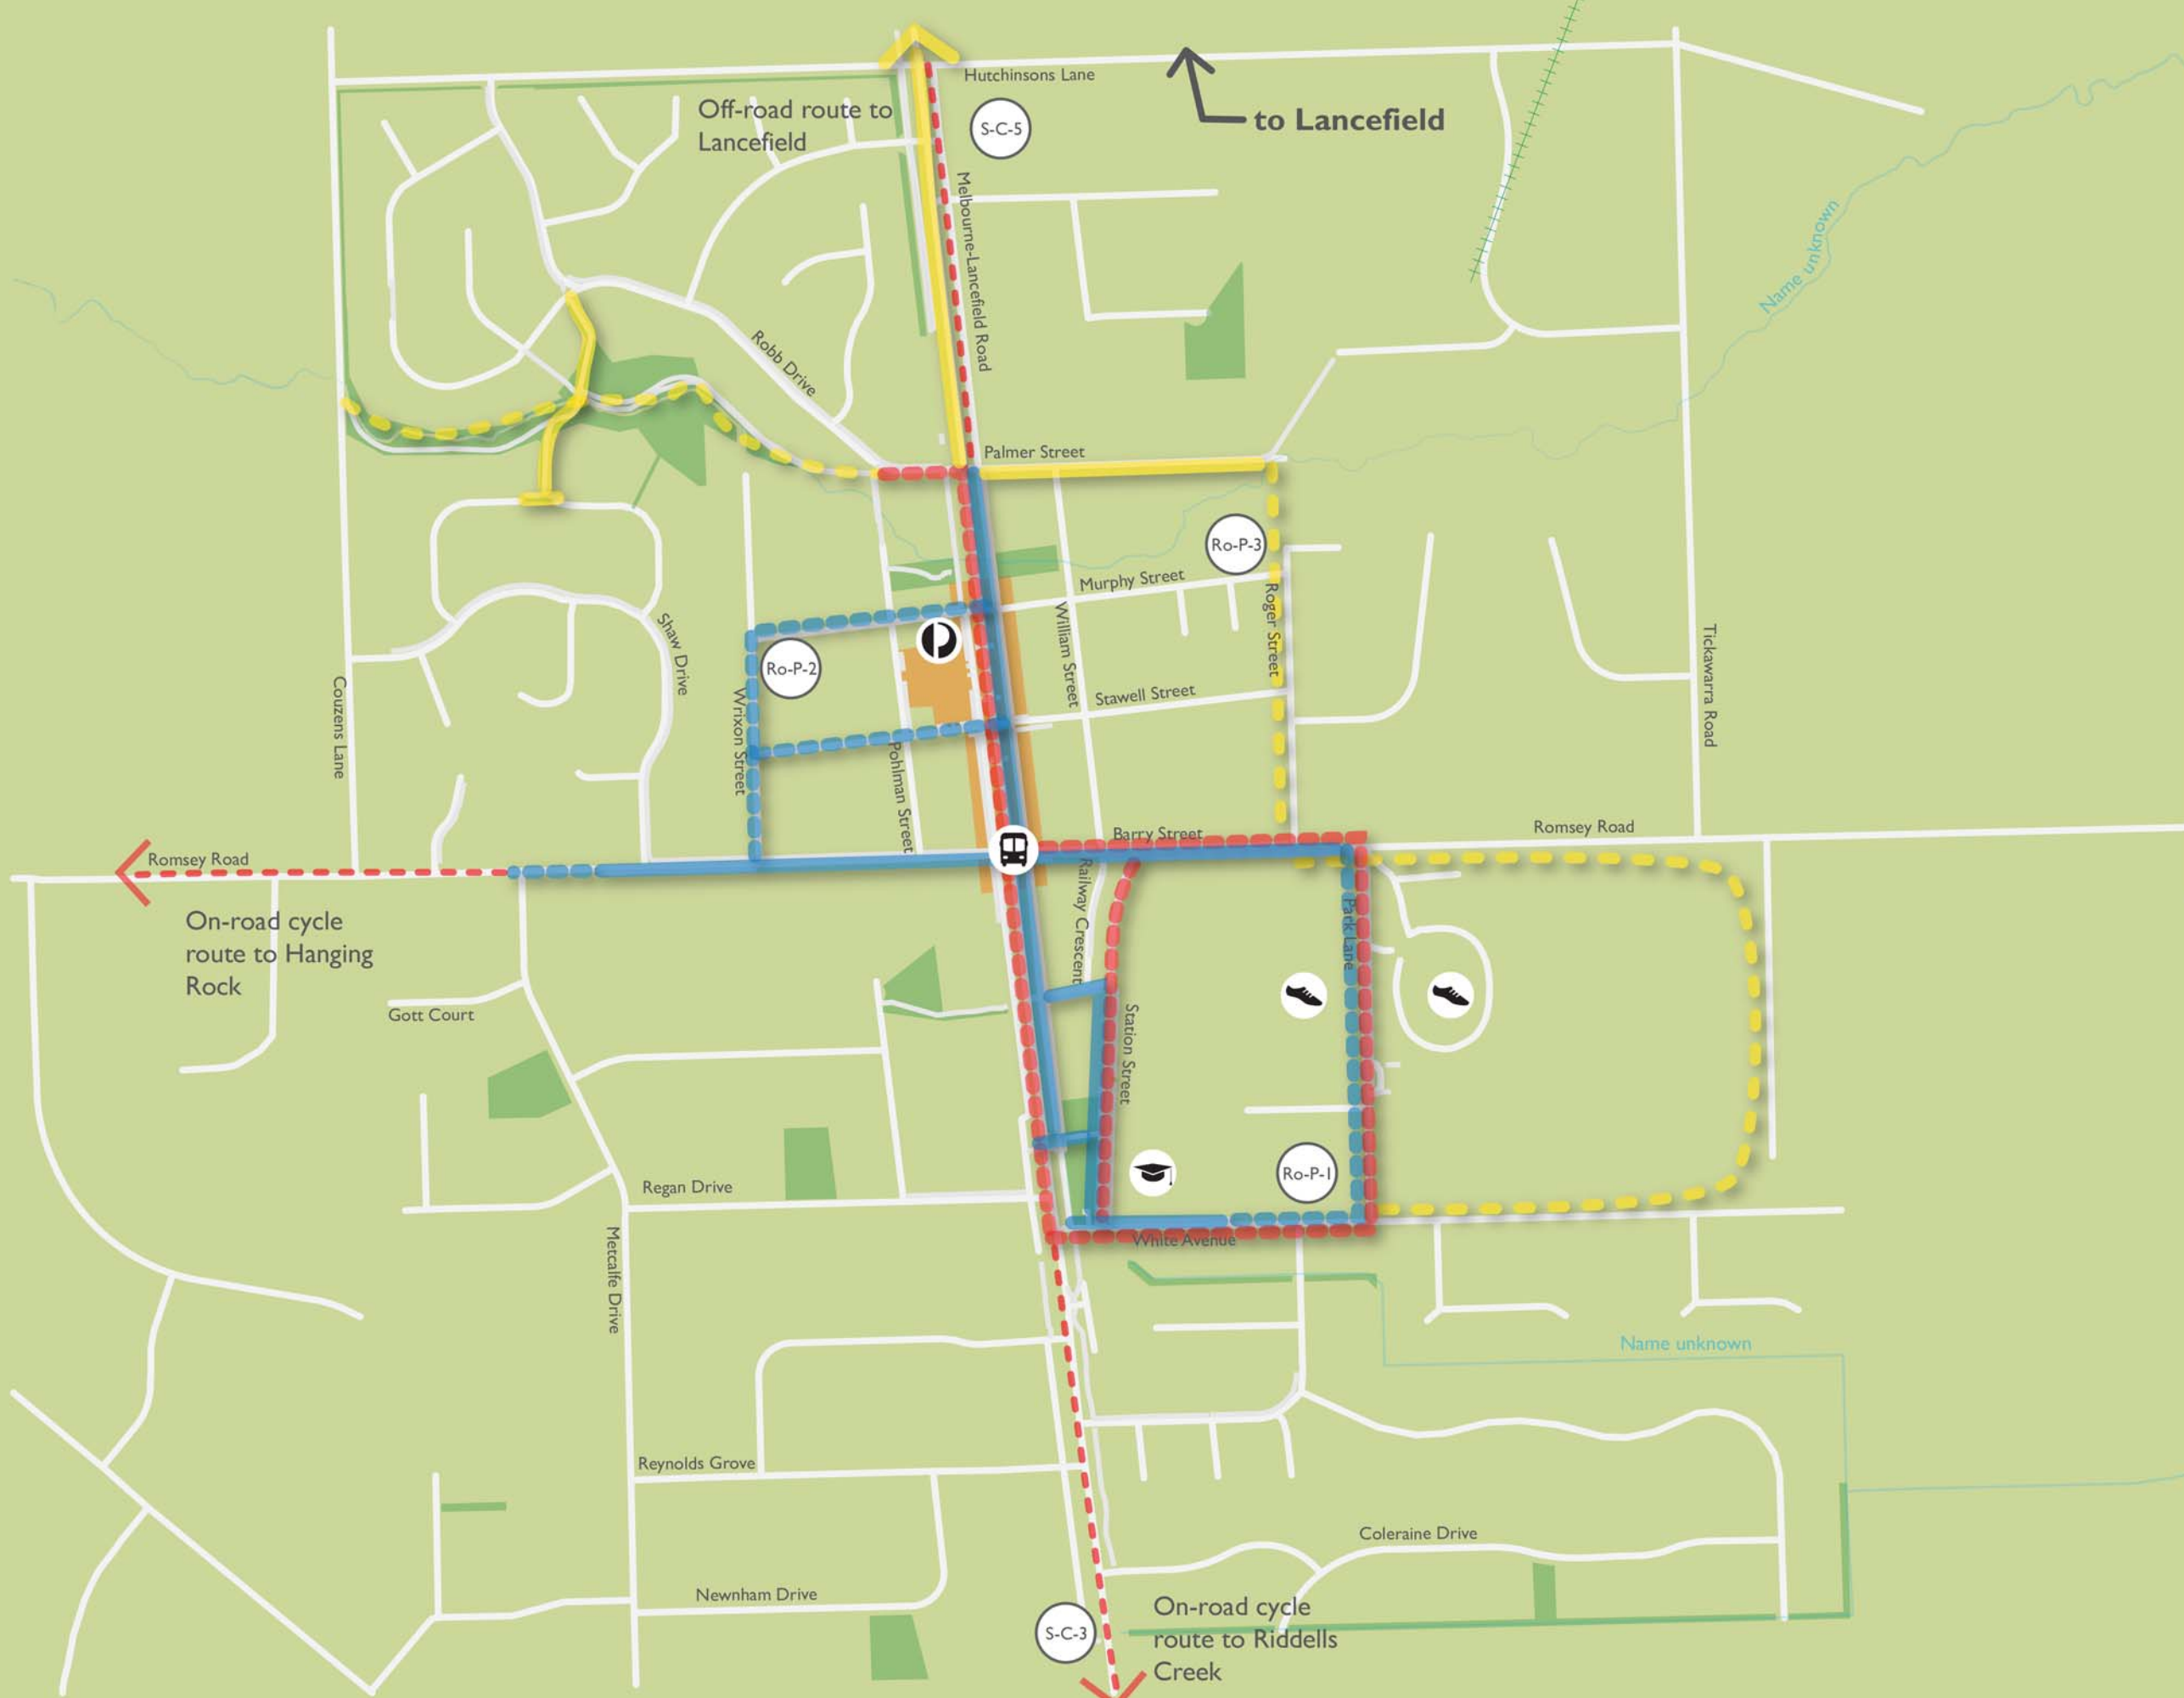 Hutchinsons Lane
Off-road route to
Lancefield
S-C-5
to Lancefield
Melbourne-Lancefield Road
Name unknown
Robb Drive
Palmer Street
Ro-P-3
Murphy Street
Roger Street
William Street
Shaw Drive
Ro-P-2
Stawell Street
Couzens Lane
Wrixon Street
Pohlman Street
Tickawarra Road
Barry Street
Romsey Road
Romsey Road
Railway Crescent
Park Lane
On-road cycle
route to Hanging
Rock
Gott Court
Station Street
Ro-P-1
Regan Drive
White Avenue
Metcalfe Drive
Name unknown
Reynolds Grove
Coleraine Drive
Newnham Drive
S-C-3
On-road cycle
route to Riddells
Creek